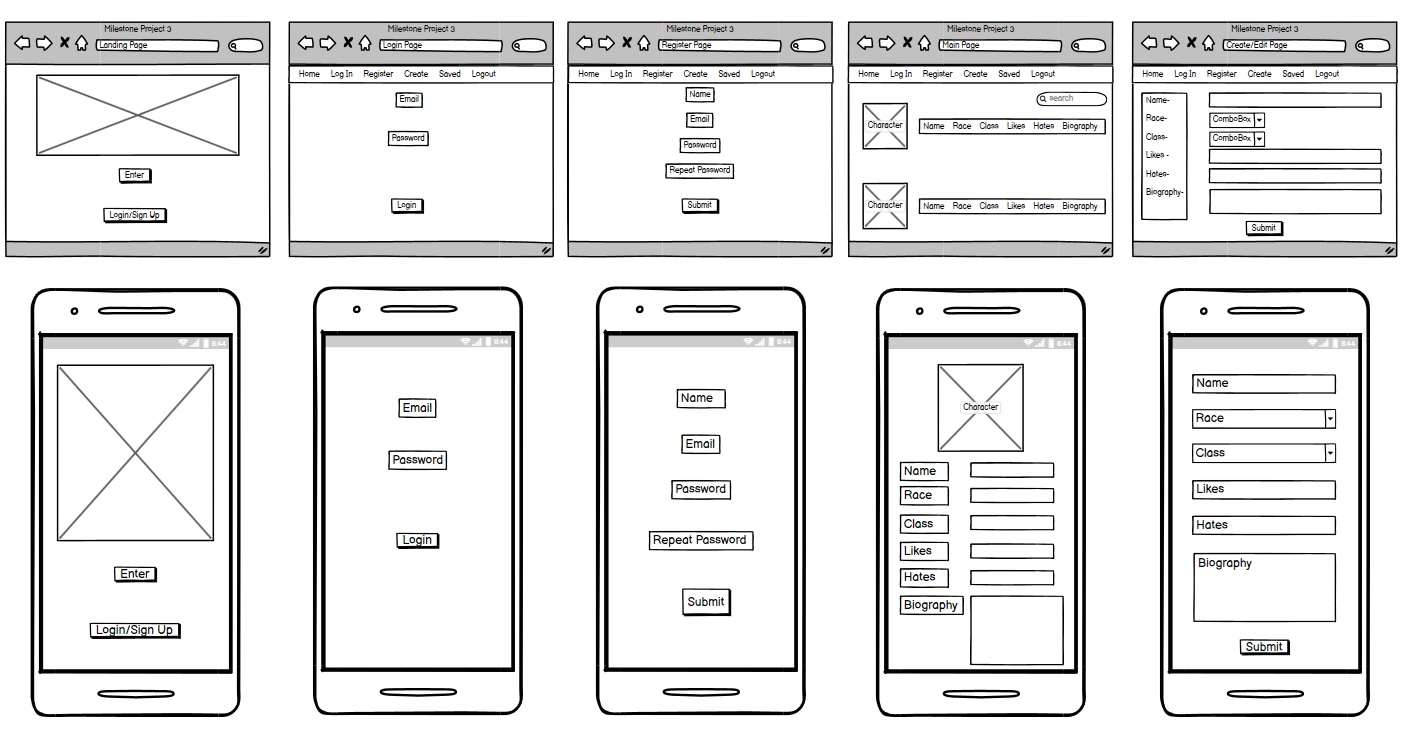 Milestone Project 3
Landing Page
Enter
Login/Sign Up
Milestone Project 3
Login Page
Home Log In Register Create Saved Logout
Email
Password
Login
Milestone Project 3
Register Page
Home Log In Register Create Saved Logout
Name
Email
Password
Repeat Password
Submit
Milestone Project 3
Main Page
Home Log In Register Create Saved Logout
search
Character
Name Race Class Likes Hates Biography
Character
Name Race Class Likes Hates Biography
Milestone Project 3
Create/Edit Page
Home Log In Register Create Saved Logout
Name-
Race- ComboBox
Class- ComboBox
Likes -
Hates-
Biography-
Submit
8:44
Enter
Login/Sign Up
8:44
Email
Password
Login
8:44
Name
Email
Password
Repeat Password
Submit
8:44
Character
Name
Race
Class
Likes
Hates
Biography
8:44
Name
Race
Class
Likes
Hates
Biography
Submit